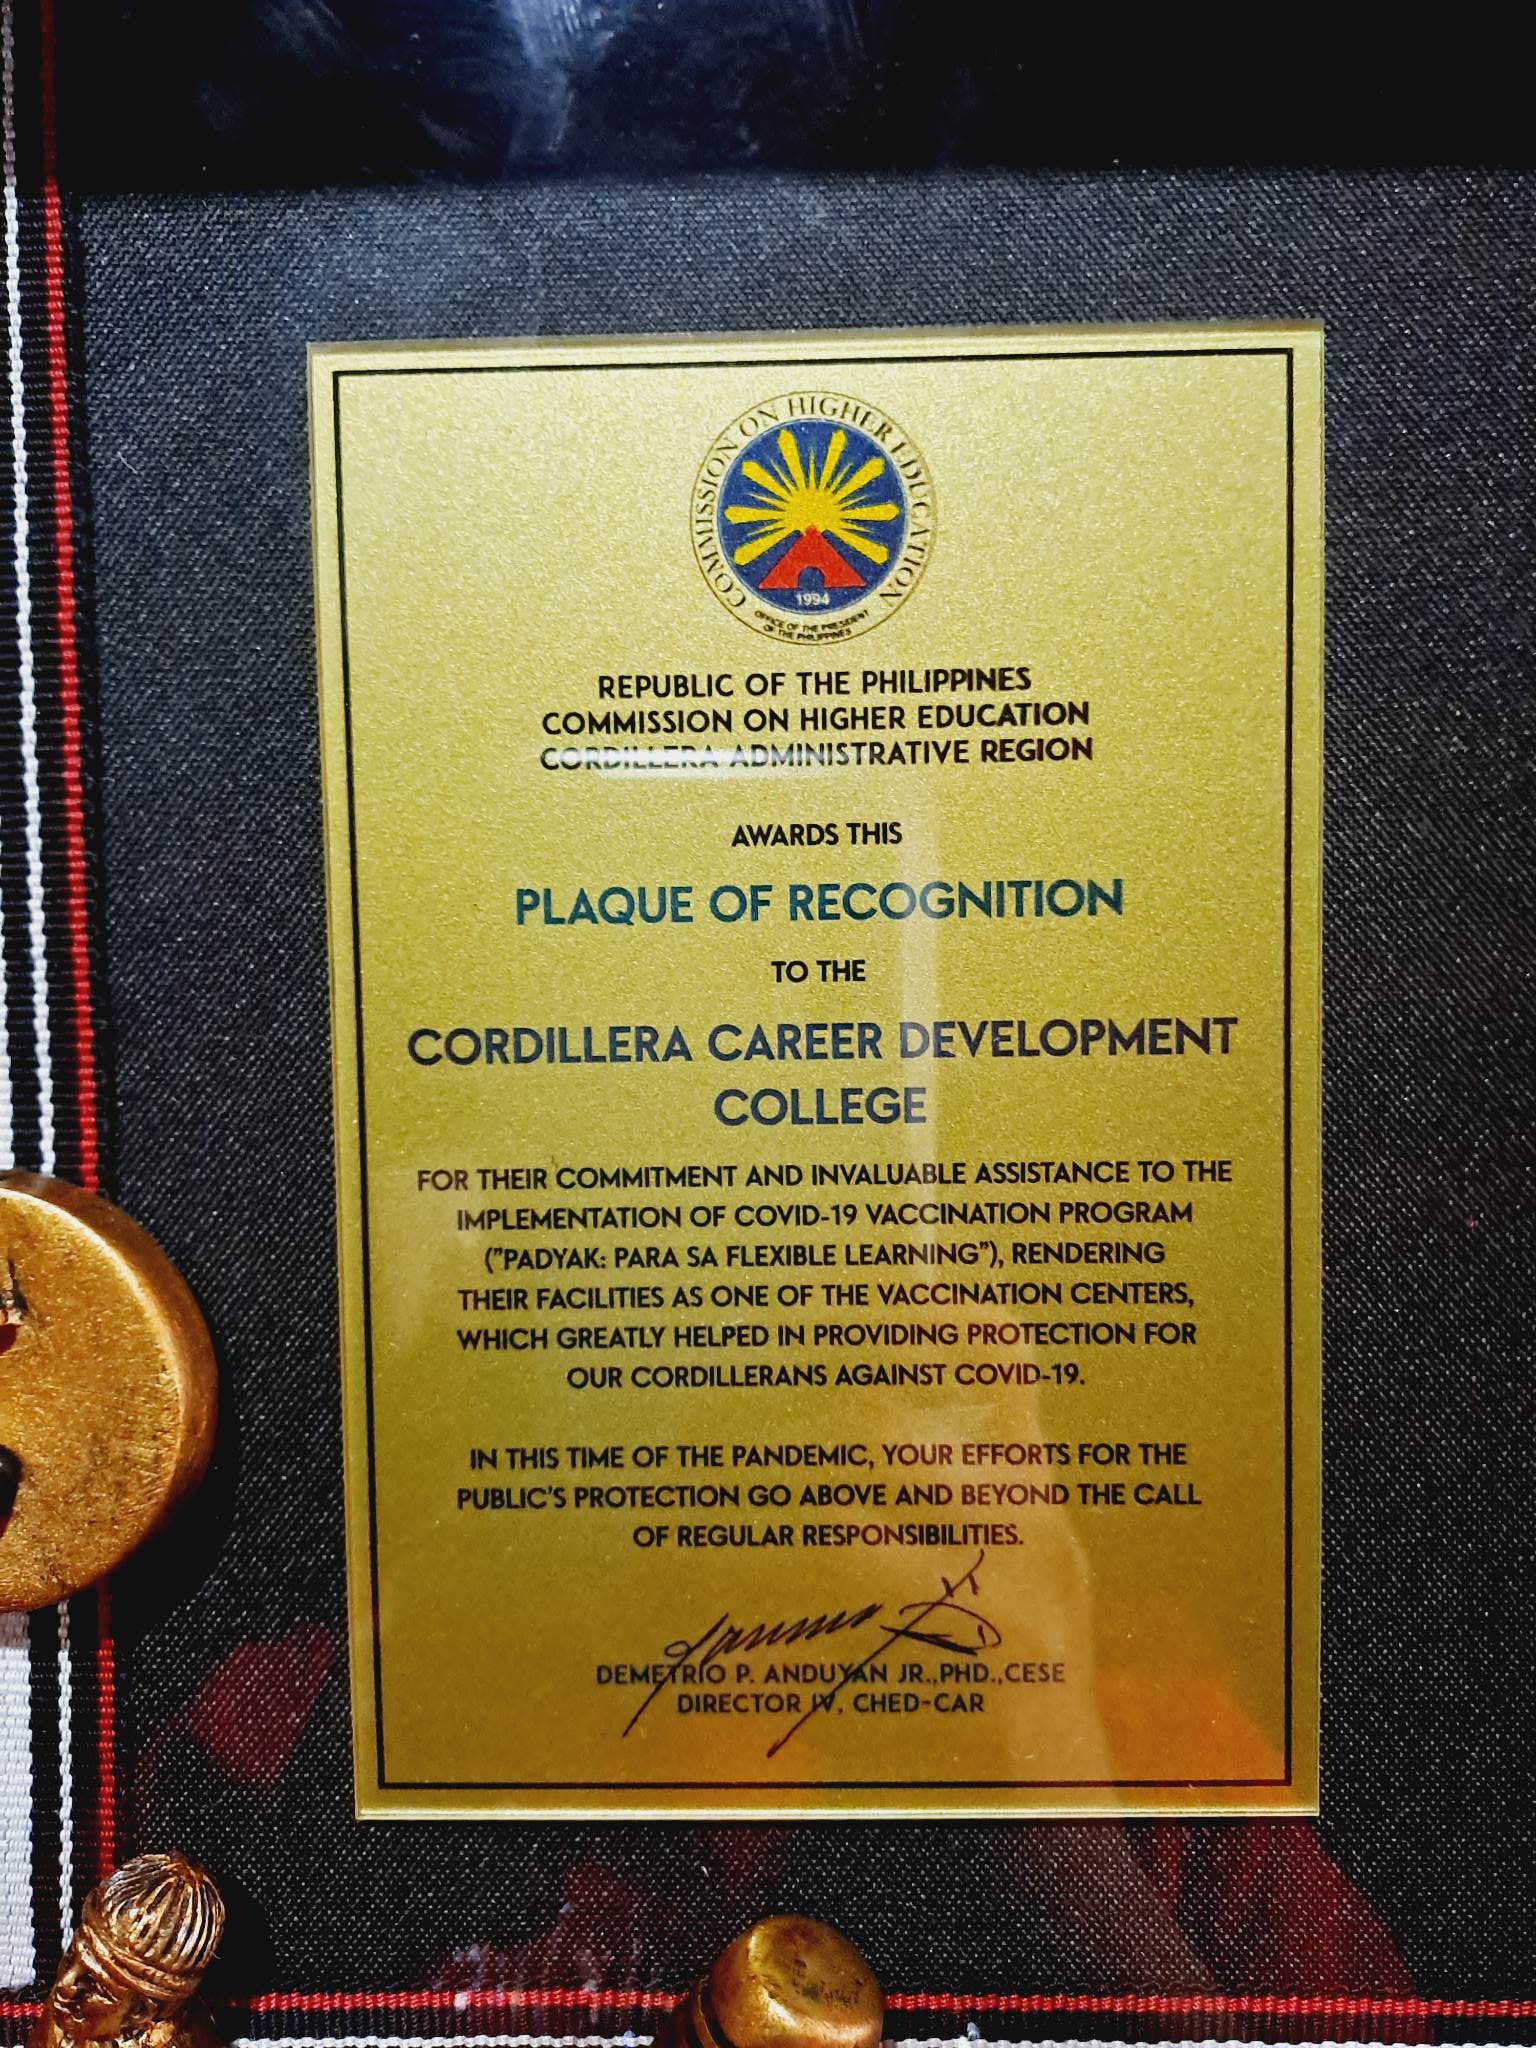 COMMISSION ON HIGHER EDUCATION
1994
OFFICE OF THE PRESIDENT
OF THE PHILIPPINES
REPUBLIC OF THE PHILIPPINES
COMMISSION ON HIGHER EDUCATION
CORDILLERA ADMINISTRATIVE REGION
AWARDS THIS
PLAQUE OF RECOGNITION
TO THE
CORDILLERA CAREER DEVELOPMENT
COLLEGE
FOR THEIR COMMITMENT AND INVALUABLE ASSISTANCE TO THE
IMPLEMENTATION OF COVID-19 VACCINATION PROGRAM
("PADYAK: PARA SA FLEXIBLE LEARNING"), RENDERING
THEIR FACILITIES AS ONE OF THE VACCINATION CENTERS,
WHICH GREATLY HELPED IN PROVIDING PROTECTION FOR
OUR CORDILLERANS AGAINST COVID-19.
IN THIS TIME OF THE PANDEMIC, YOUR EFFORTS FOR THE
PUBLIC'S PROTECTION GO ABOVE AND BEYOND THE CALL
OF REGULAR RESPONSIBILITIES.
DEMETRIO P. ANDUYAN JR.,PHD.,CESE
DIRECTOR IV, CHED-CAR